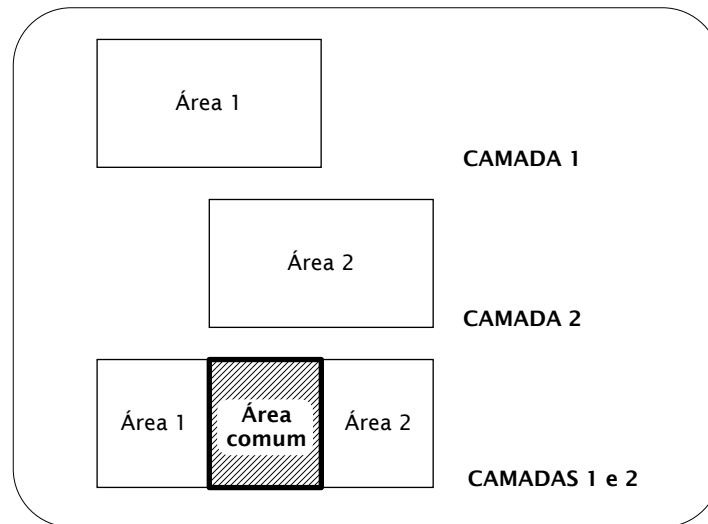 Área 1
CAMADA 1
Área 2
CAMADA 2
Área 1
Área
comum
Área 2
CAMADAS 1 e 2